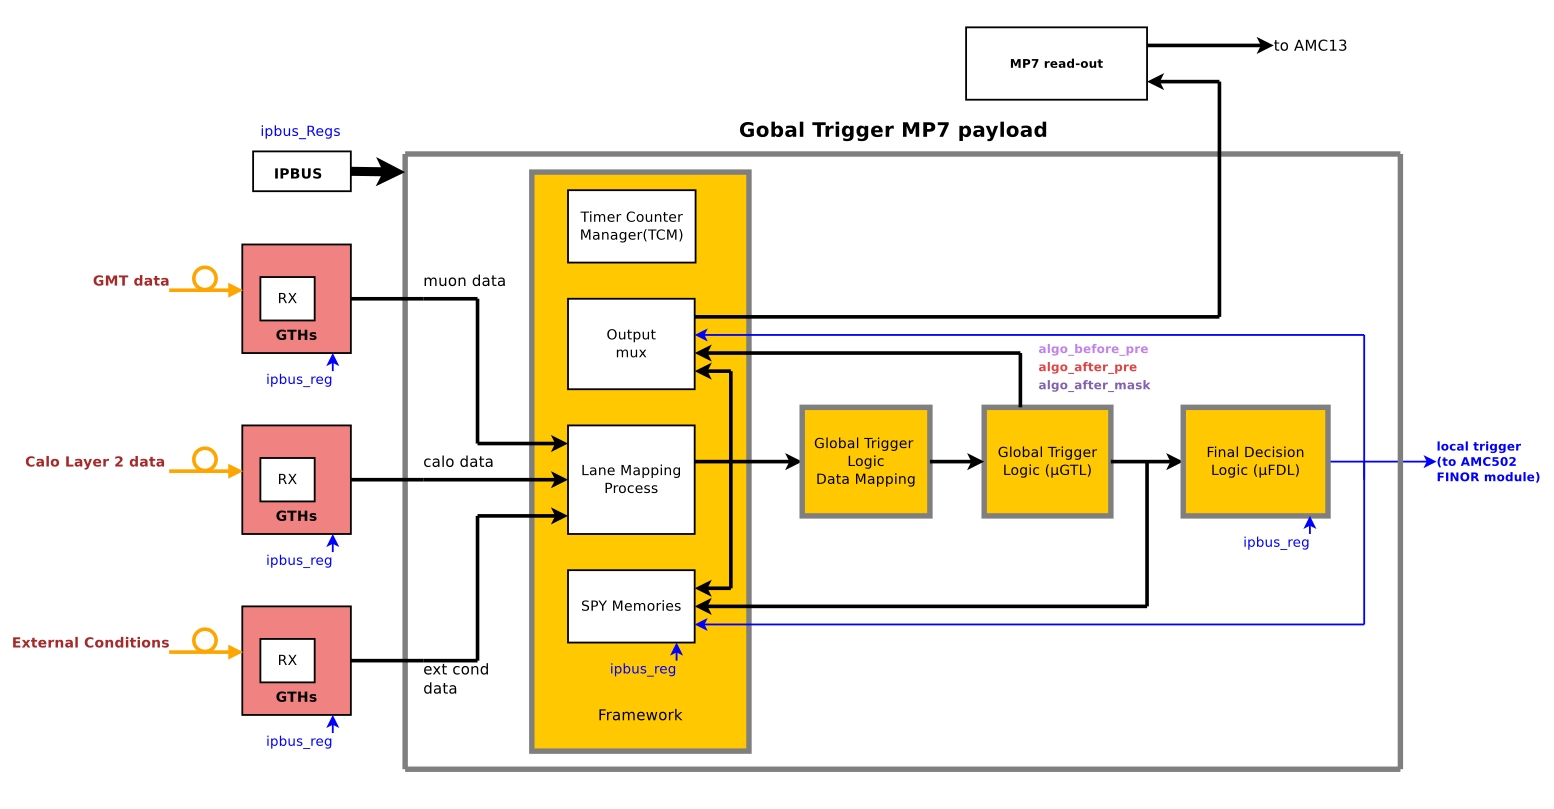 MP7 read-out
to AMC13
Gobal Trigger MP7 payload
ipbus_Regs
IPBUS
Timer Counter
Manager(TCM)
GMT data
RX
GTHs
ipbus_reg
muon data
Output
mux
algo_before_pre
algo_after_pre
algo_after_mask
Calo Layer 2 data
RX
GTHs
ipbus_reg
calo data
Lane Mapping
Process
Global Trigger
Logic
Data Mapping
Global Trigger
Logic (µGTL)
Final Decision
Logic (µFDL)
ipbus_reg
local trigger
(to AMC502
FINOR module)
External Conditions
RX
GTHs
ipbus_reg
ext cond
data
SPY Memories
ipbus_reg
Framework